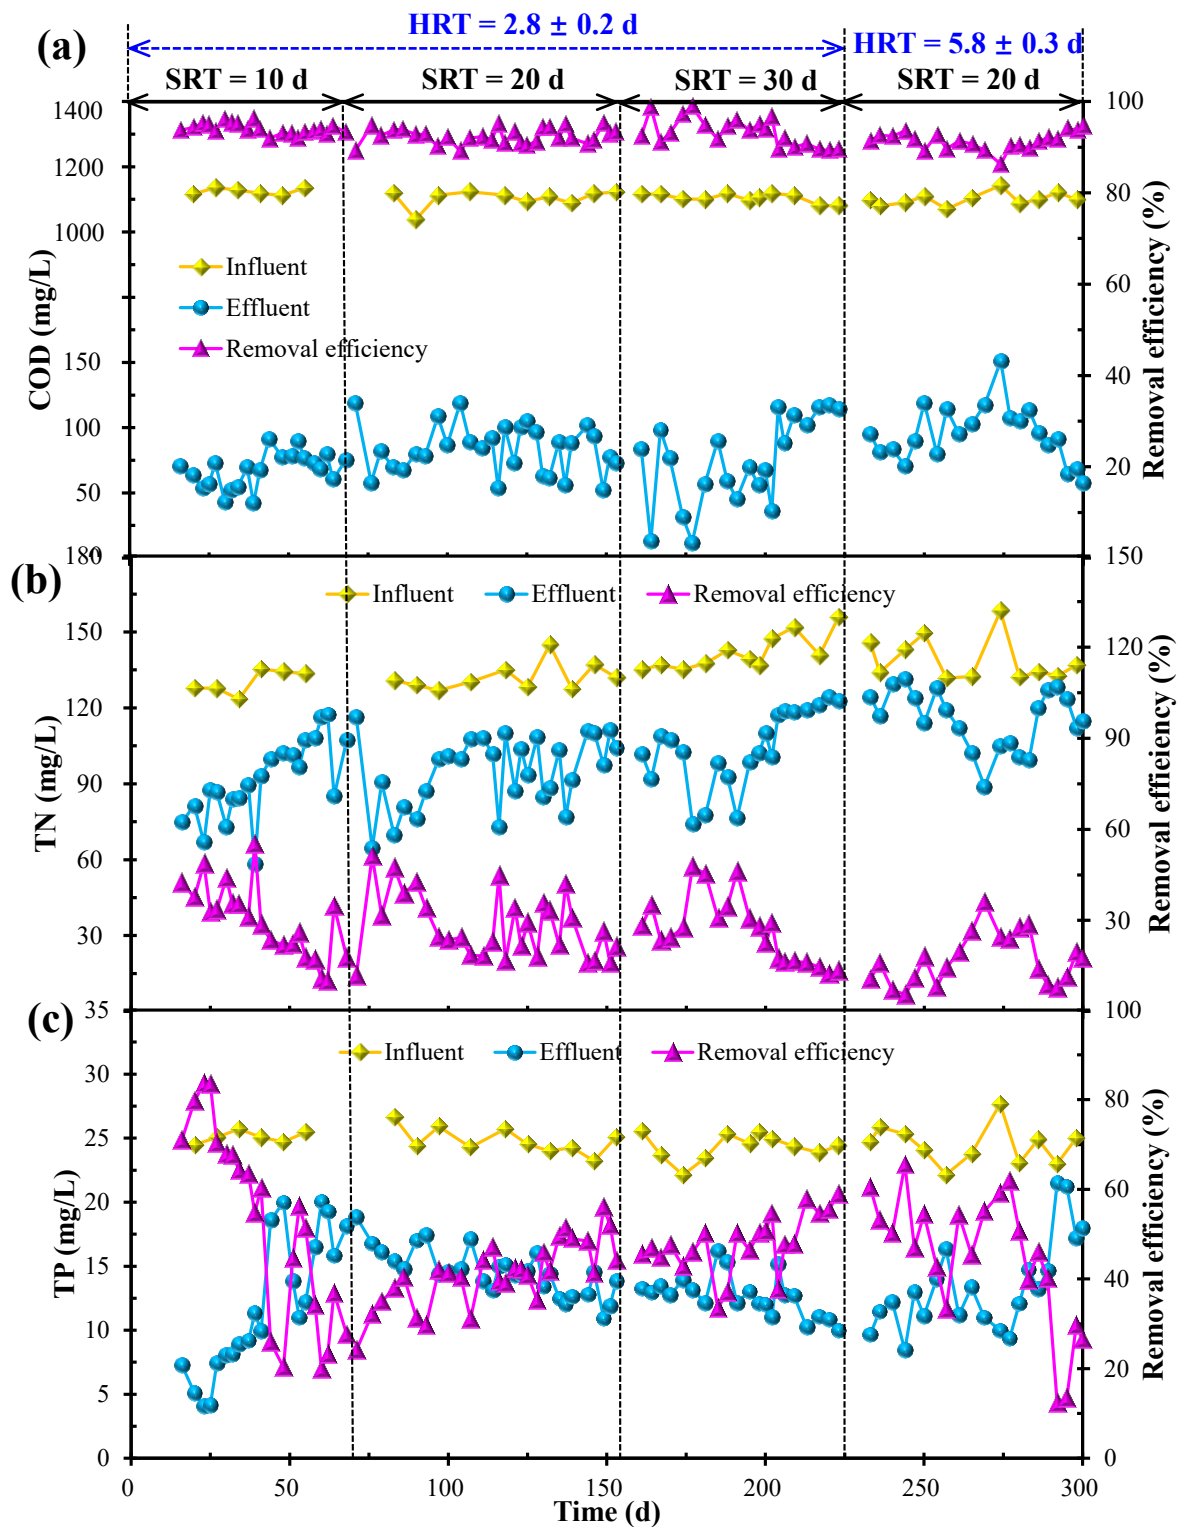 (a)
HRT = 2.8 ± 0.2 d
HRT = 5.8 ± 0.3 d
SRT = 10 d
SRT = 20 d
SRT = 30 d
SRT = 20 d
COD (mg/L)
1400
1200
1000
150
100
50
0
Influent
Effluent
Removal efficiency
100
80
60
40
20
0
Removal efficiency (%)
(b)
TN (mg/L)
180
150
120
90
60
30
Influent
Effluent
Removal efficiency
150
120
90
60
30
Removal effiency (%)
(c)
TP (mg/L)
35
30
25
20
15
10
5
0
Influent
Effluent
Removal efficiency
100
80
60
40
20
0
Removal efficiency (%)
0
50
100
150
200
250
300
Time (d)